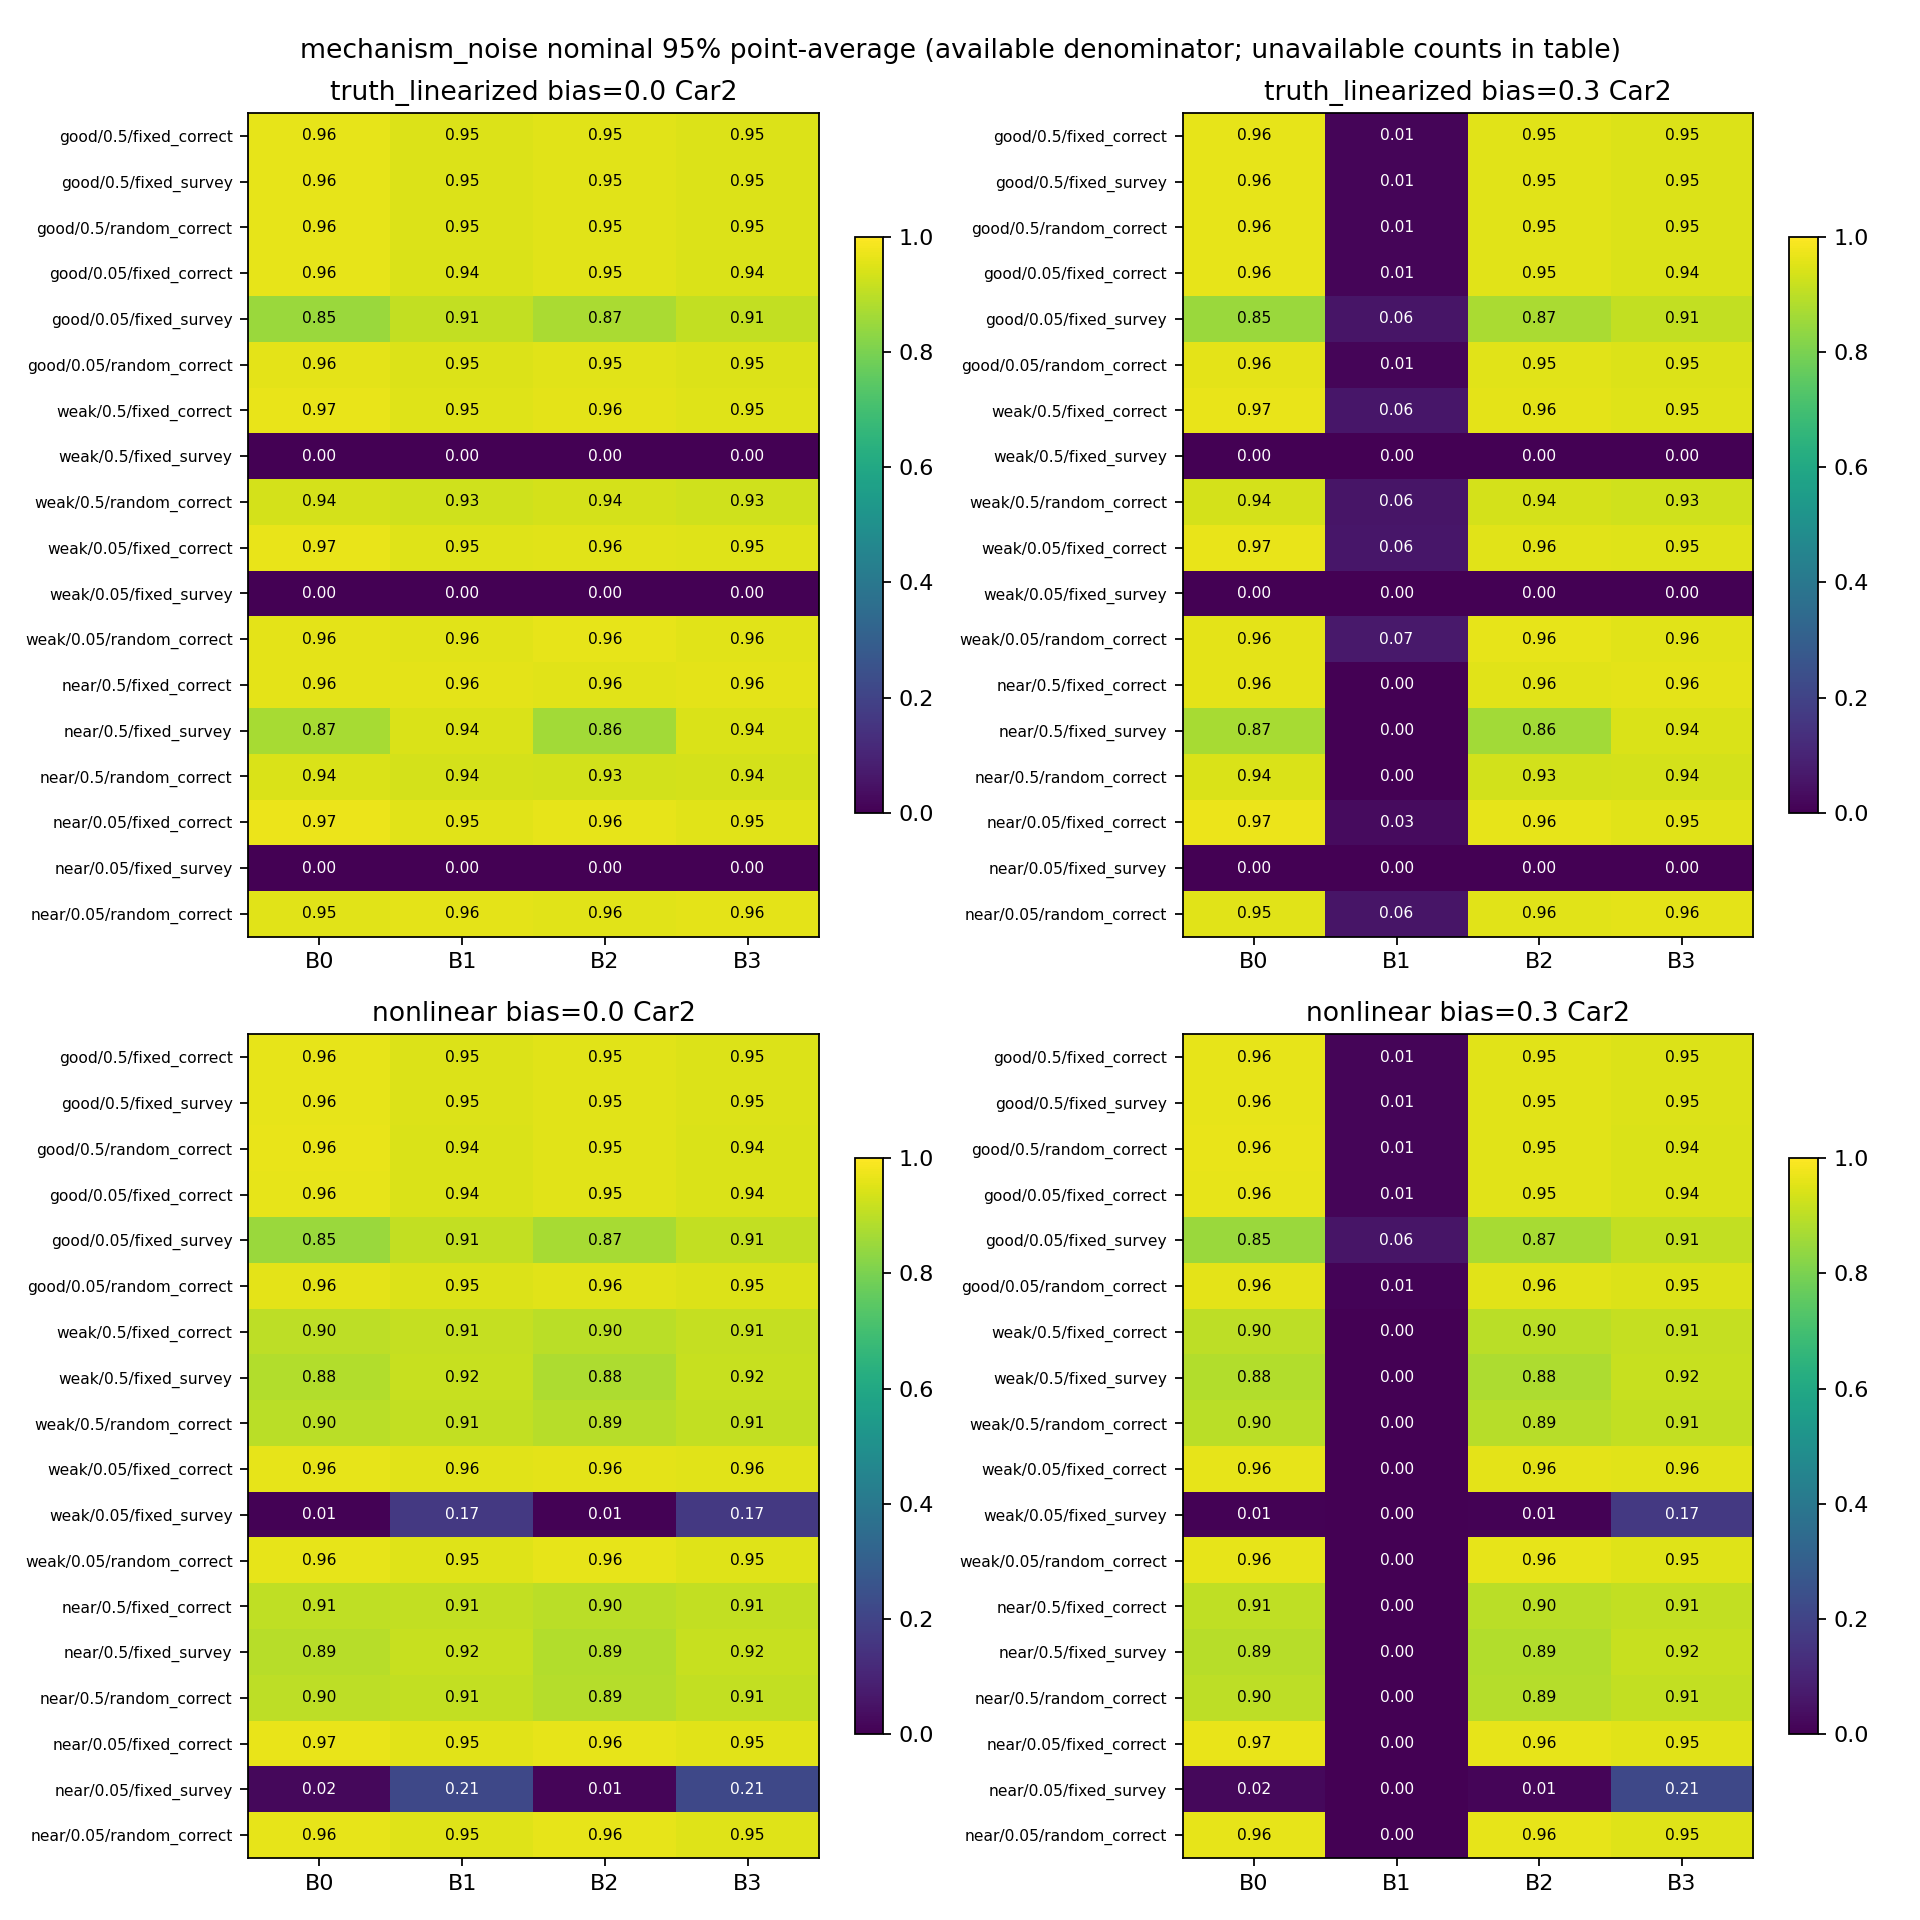 mechanism_noise nominal 95% point-average (available denominator; unavailable counts in table)
truth_linearized bias=0.0 Car2
good/0.5/fixed_correct 0.96 0.95 0.95 0.95
good/0.5/fixed_survey 0.96 0.95 0.95 0.95
good/0.5/random_correct 0.96 0.95 0.95 0.95
good/0.05/fixed_correct 0.96 0.94 0.95 0.94
good/0.05/fixed_survey 0.85 0.91 0.87 0.91
good/0.05/random_correct 0.96 0.95 0.95 0.95
weak/0.5/fixed_correct 0.97 0.95 0.96 0.95
weak/0.5/fixed_survey 0.00 0.00 0.00 0.00
weak/0.5/random_correct 0.94 0.93 0.94 0.93
weak/0.05/fixed_correct 0.97 0.95 0.96 0.95
weak/0.05/fixed_survey 0.00 0.00 0.00 0.00
weak/0.05/random_correct 0.96 0.96 0.96 0.96
near/0.5/fixed_correct 0.96 0.96 0.96 0.96
near/0.5/fixed_survey 0.87 0.94 0.86 0.94
near/0.5/random_correct 0.94 0.94 0.93 0.94
near/0.05/fixed_correct 0.97 0.95 0.96 0.95
near/0.05/fixed_survey 0.00 0.00 0.00 0.00
near/0.05/random_correct 0.95 0.96 0.96 0.96
B0 B1 B2 B3
1.0
0.8
0.6
0.4
0.2
0.0
truth_linearized bias=0.3 Car2
good/0.5/fixed_correct 0.96 0.01 0.95 0.95
good/0.5/fixed_survey 0.96 0.01 0.95 0.95
good/0.5/random_correct 0.96 0.01 0.95 0.95
good/0.05/fixed_correct 0.96 0.01 0.95 0.94
good/0.05/fixed_survey 0.85 0.06 0.87 0.91
good/0.05/random_correct 0.96 0.01 0.95 0.95
weak/0.5/fixed_correct 0.97 0.06 0.96 0.95
weak/0.5/fixed_survey 0.00 0.00 0.00 0.00
weak/0.5/random_correct 0.94 0.06 0.94 0.93
weak/0.05/fixed_correct 0.97 0.06 0.96 0.95
weak/0.05/fixed_survey 0.00 0.00 0.00 0.00
weak/0.05/random_correct 0.96 0.07 0.96 0.96
near/0.5/fixed_correct 0.96 0.00 0.96 0.96
near/0.5/fixed_survey 0.87 0.00 0.86 0.94
near/0.5/random_correct 0.94 0.00 0.93 0.94
near/0.05/fixed_correct 0.97 0.03 0.96 0.95
near/0.05/fixed_survey 0.00 0.00 0.00 0.00
near/0.05/random_correct 0.95 0.06 0.96 0.96
B0 B1 B2 B3
1.0
0.8
0.6
0.4
0.2
0.0
nonlinear bias=0.0 Car2
good/0.5/fixed_correct 0.96 0.95 0.95 0.95
good/0.5/fixed_survey 0.96 0.95 0.95 0.95
good/0.5/random_correct 0.96 0.94 0.95 0.94
good/0.05/fixed_correct 0.96 0.94 0.95 0.94
good/0.05/fixed_survey 0.85 0.91 0.87 0.91
good/0.05/random_correct 0.96 0.95 0.96 0.95
weak/0.5/fixed_correct 0.90 0.91 0.90 0.91
weak/0.5/fixed_survey 0.88 0.92 0.88 0.92
weak/0.5/random_correct 0.90 0.91 0.89 0.91
weak/0.05/fixed_correct 0.96 0.96 0.96 0.96
weak/0.05/fixed_survey 0.01 0.17 0.01 0.17
weak/0.05/random_correct 0.96 0.95 0.96 0.95
near/0.5/fixed_correct 0.91 0.91 0.90 0.91
near/0.5/fixed_survey 0.89 0.92 0.89 0.92
near/0.5/random_correct 0.90 0.91 0.89 0.91
near/0.05/fixed_correct 0.97 0.95 0.96 0.95
near/0.05/fixed_survey 0.02 0.21 0.01 0.21
near/0.05/random_correct 0.96 0.95 0.96 0.95
B0 B1 B2 B3
1.0
0.8
0.6
0.4
0.2
0.0
nonlinear bias=0.3 Car2
good/0.5/fixed_correct 0.96 0.01 0.95 0.95
good/0.5/fixed_survey 0.96 0.01 0.95 0.95
good/0.5/random_correct 0.96 0.01 0.95 0.94
good/0.05/fixed_correct 0.96 0.01 0.95 0.94
good/0.05/fixed_survey 0.85 0.06 0.87 0.91
good/0.05/random_correct 0.96 0.01 0.96 0.95
weak/0.5/fixed_correct 0.90 0.00 0.90 0.91
weak/0.5/fixed_survey 0.88 0.00 0.88 0.92
weak/0.5/random_correct 0.90 0.00 0.89 0.91
weak/0.05/fixed_correct 0.96 0.00 0.96 0.96
weak/0.05/fixed_survey 0.01 0.00 0.01 0.17
weak/0.05/random_correct 0.96 0.00 0.96 0.95
near/0.5/fixed_correct 0.91 0.00 0.90 0.91
near/0.5/fixed_survey 0.89 0.00 0.89 0.92
near/0.5/random_correct 0.90 0.00 0.89 0.91
near/0.05/fixed_correct 0.97 0.00 0.96 0.95
near/0.05/fixed_survey 0.02 0.00 0.01 0.21
near/0.05/random_correct 0.96 0.00 0.96 0.95
B0 B1 B2 B3
1.0
0.8
0.6
0.4
0.2
0.0